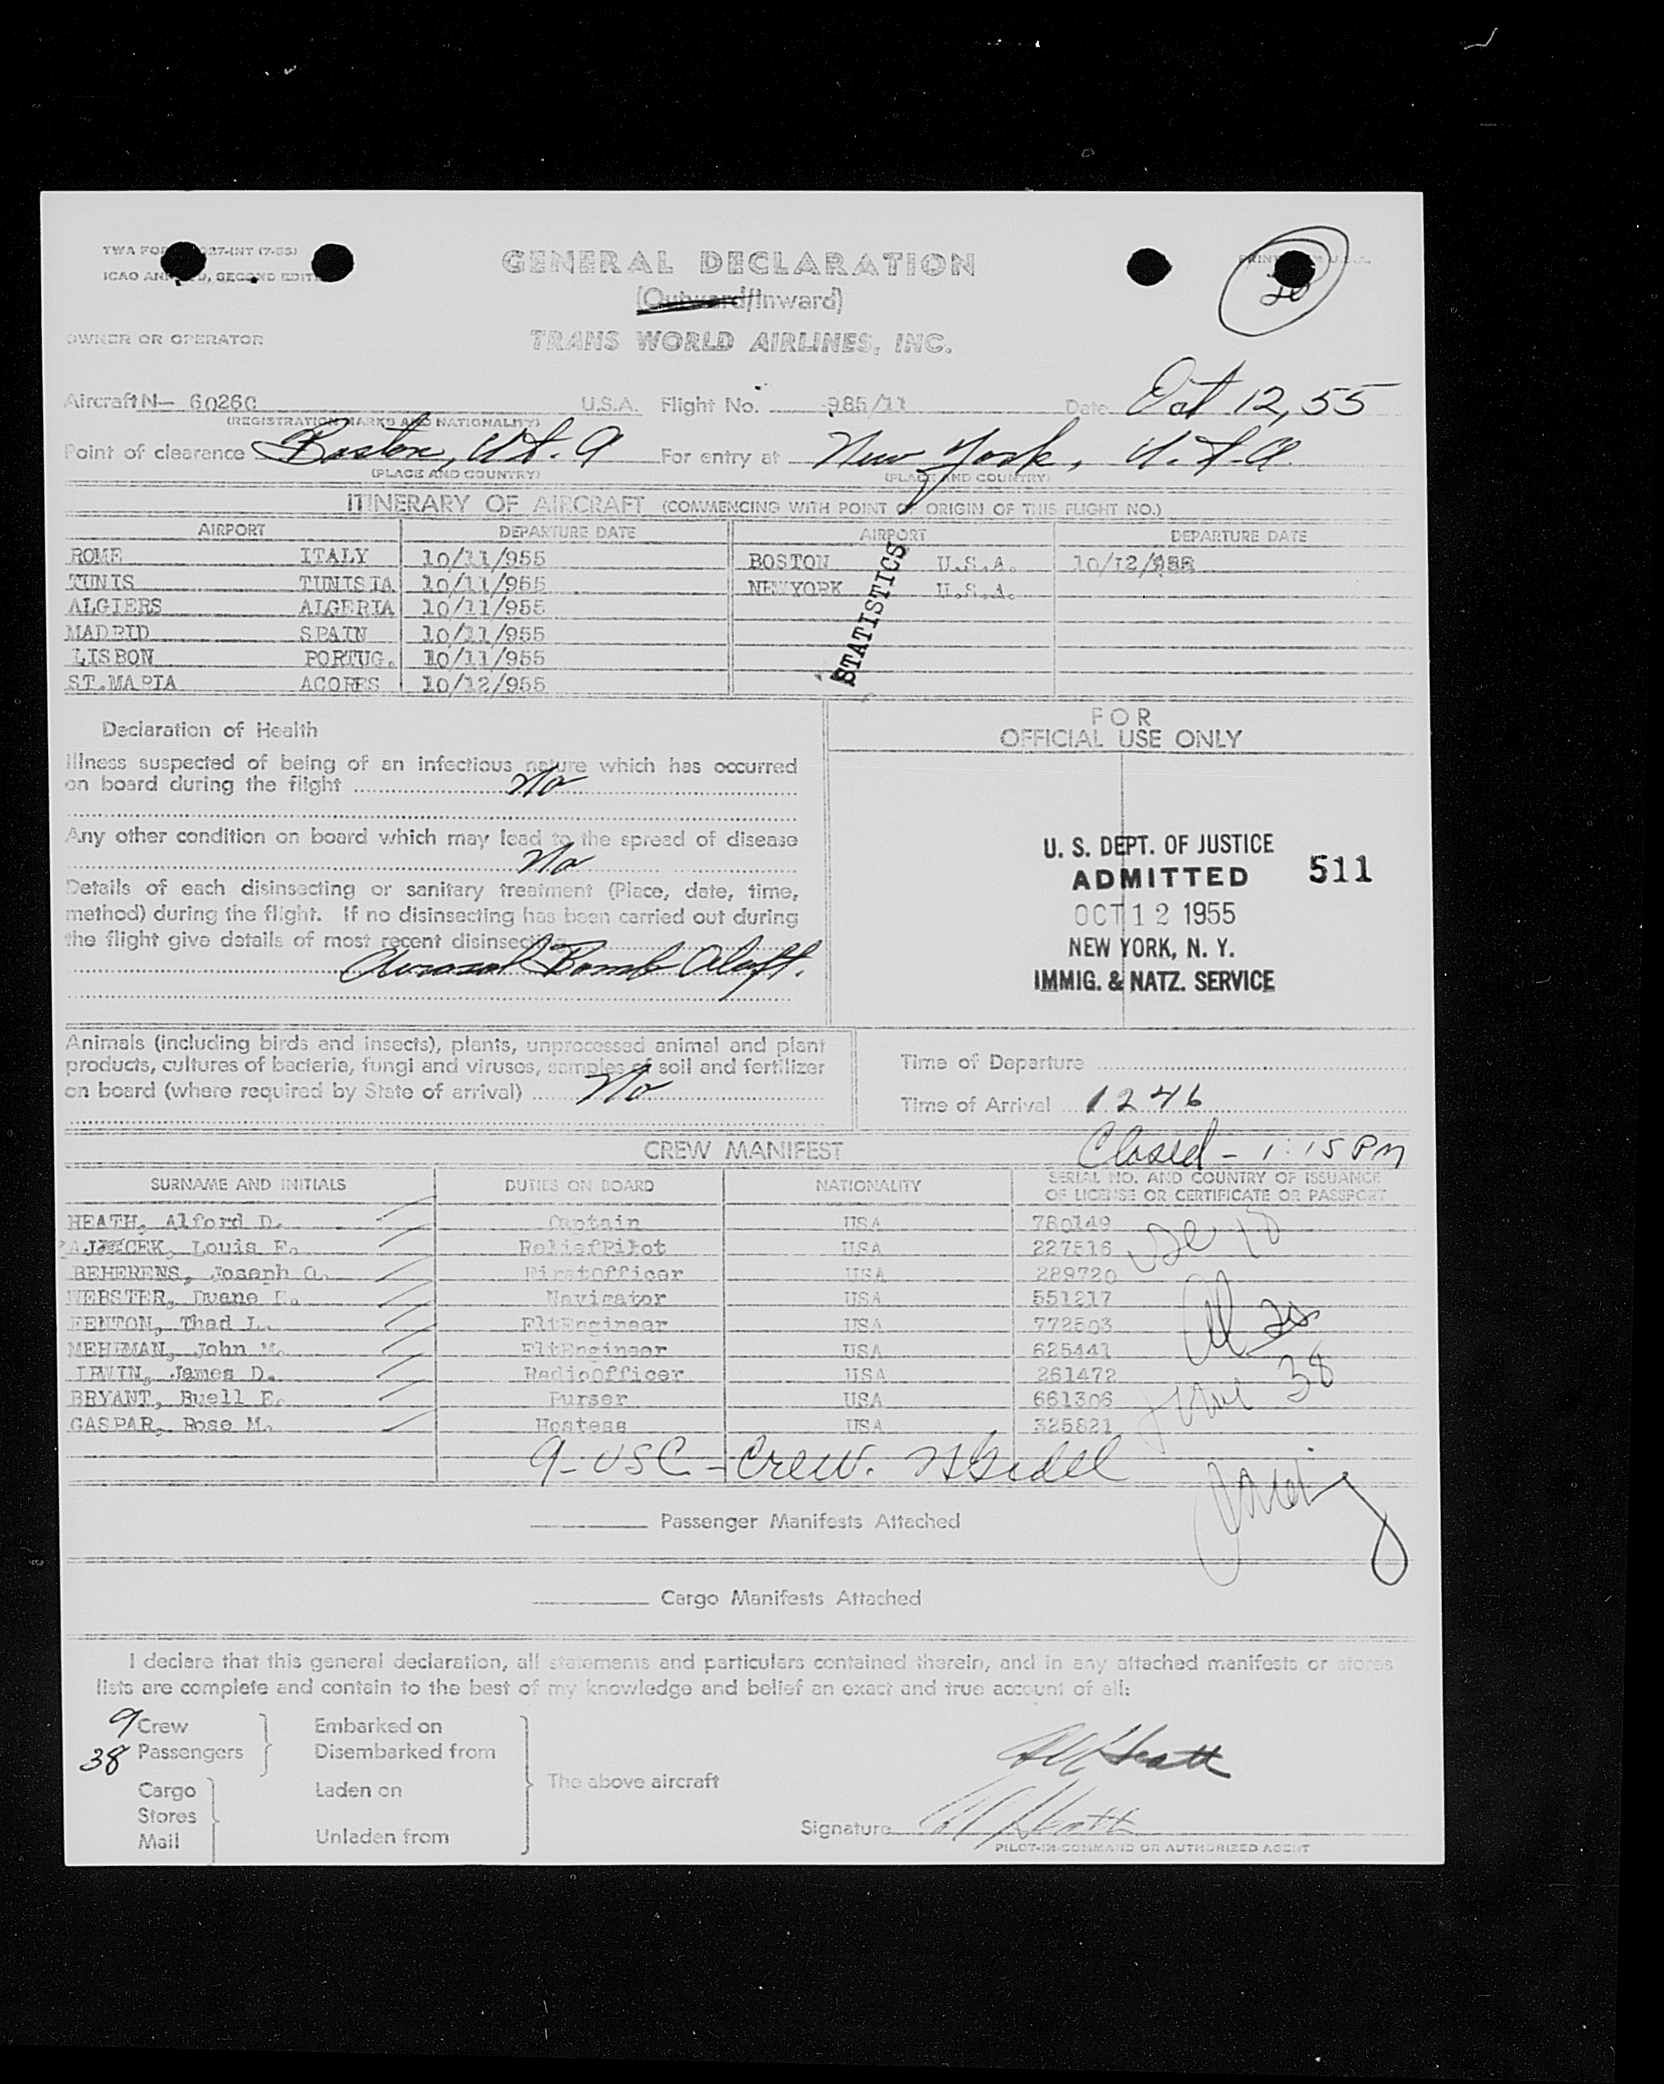 GENERAL DECLARATION
(Outward/Inward)
20
OWNER OR OPERATOR TRANS WORLD AIRLINES, INC.
Aircraft N- 60260 U.S.A. Flight No. 985/11 Date Oct 12, 55
(REGISTRATION MARKS AND NATIONALITY)
Point of clearance Boston, U.S.A For entry at New York, U.S.A.
(PLACE AND COUNTRY) (PLACE AND COUNTRY)
ITINERARY OF AIRCRAFT (COMMENCING WITH POINT OF ORIGIN OF THIS FLIGHT NO.)
AIRPORT DEPARTURE DATE AIRPORT DEPARTURE DATE
ROME ITALY 10/11/955 BOSTON U.S.A. 10/12/955
TUNIS TUNISIA 10/11/955 NEWYORK U.S.A.
ALGIERS ALGERIA 10/11/955
MADRID SPAIN 10/11/955
LISBON PORTUG. 10/11/955
ST.MARIA ACORES 10/12/955
STATISTICS
Declaration of Health
Illness suspected of being of an infectious nature which has occurred
on board during the flight No
Any other condition on board which may lead to the spread of disease
No
Details of each disinsecting or sanitary treatment (Place, date, time,
method) during the flight. If no disinsecting has been carried out during
the flight give details of most recent disinsecting
Aerosol Bomb Aloft.
FOR
OFFICIAL USE ONLY
U. S. DEPT. OF JUSTICE
ADMITTED 511
OCT 12 1955
NEW YORK, N. Y.
IMMIG. & NATZ. SERVICE
Animals (including birds and insects), plants, unprocessed animal and plant
products, cultures of bacteria, fungi and viruses, samples of soil and fertilizer
on board (where required by State of arrival) No
Time of Departure
Time of Arrival 1246
Closed - 1:15 PM
CREW MANIFEST
SURNAME AND INITIALS DUTIES ON BOARD NATIONALITY SERIAL NO. AND COUNTRY OF ISSUANCE
OF LICENSE OR CERTIFICATE OR PASSPORT
HEATH, Alford D. Captain USA 780149
Louis F. ReliefPilot USA 227516
BEHERENS, Joseph O. FirstOfficer USA 289720
WEBSTER, Duane Navigator USA 551217
FENTON, Thad L. FltEngineer USA 772503
MEHEMAN, John M. FltEngineer USA 625441
IRWIN, James D. RadioOfficer USA 261472
BRYANT, Buell F. Purser USA 661306
GASPAR, Rose M. Hostess USA 325821
38
9-USC-Crew.
Passenger Manifests Attached
Cargo Manifests Attached
I declare that this general declaration, all statements and particulars contained therein, and in any attached manifests or stores
lists are complete and contain to the best of my knowledge and belief an exact and true account of all:
9 Crew Embarked on
38 Passengers Disembarked from
The above aircraft
Cargo Laden on
Stores
Mail Unladen from
Signature
PILOT-IN-COMMAND OR AUTHORIZED AGENT